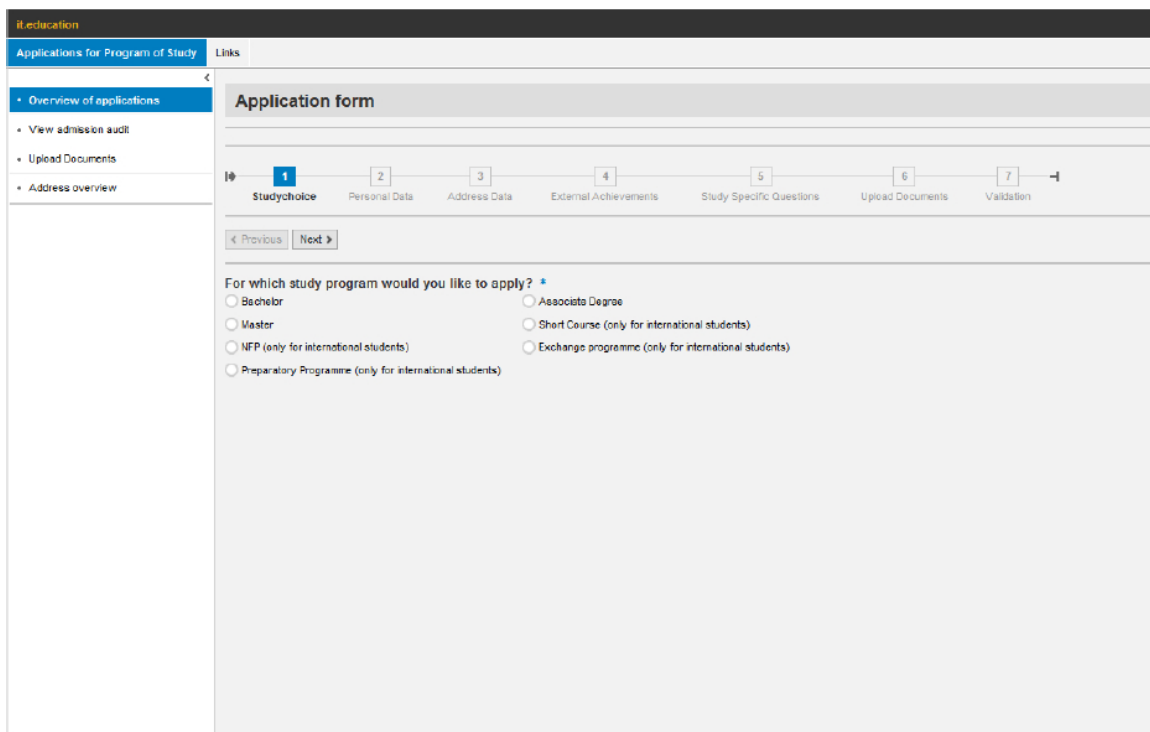 it.education
Applications for Program of Study Links
• Overview of applications
• View admission audit
• Upload Documents
• Address overview
Application form
1 2 3 4 5 6 7
Studychoice Personal Data Address Data External Achievements Study Specific Questions Upload Documents Validation
Previous Next
For which study program would you like to apply? *
Bachelor Associate Degree
Master Short Course (only for international students)
NFP (only for international students) Exchange programme (only for international students)
Preparatory Programme (only for international students)